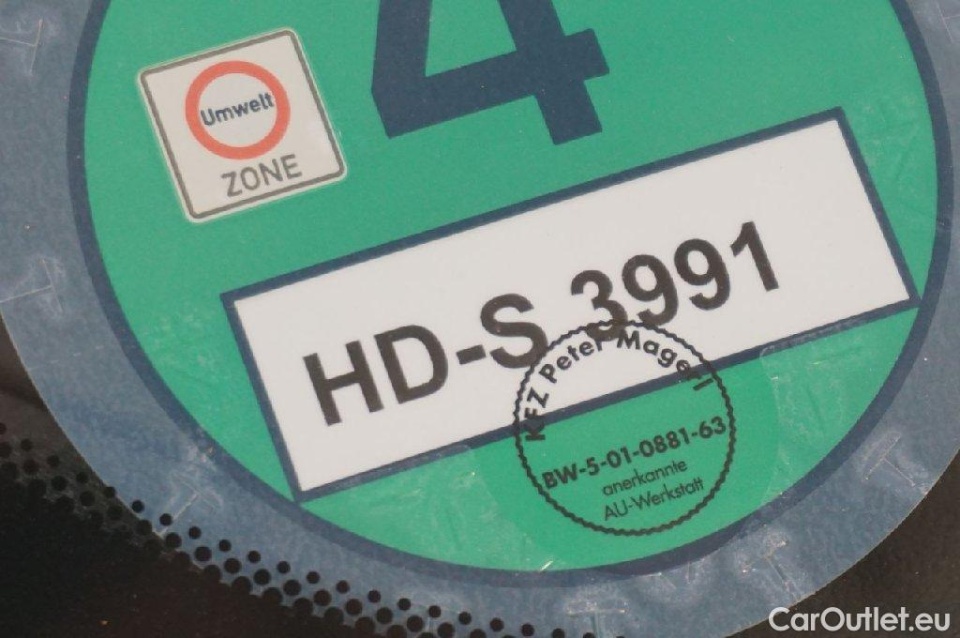 4
Umwelt
ZONE
HD-S 3991
KFZ Peter
BW-5-01-0881-63
anerkannte
AU-Werkstatt
CarOutlet.eu